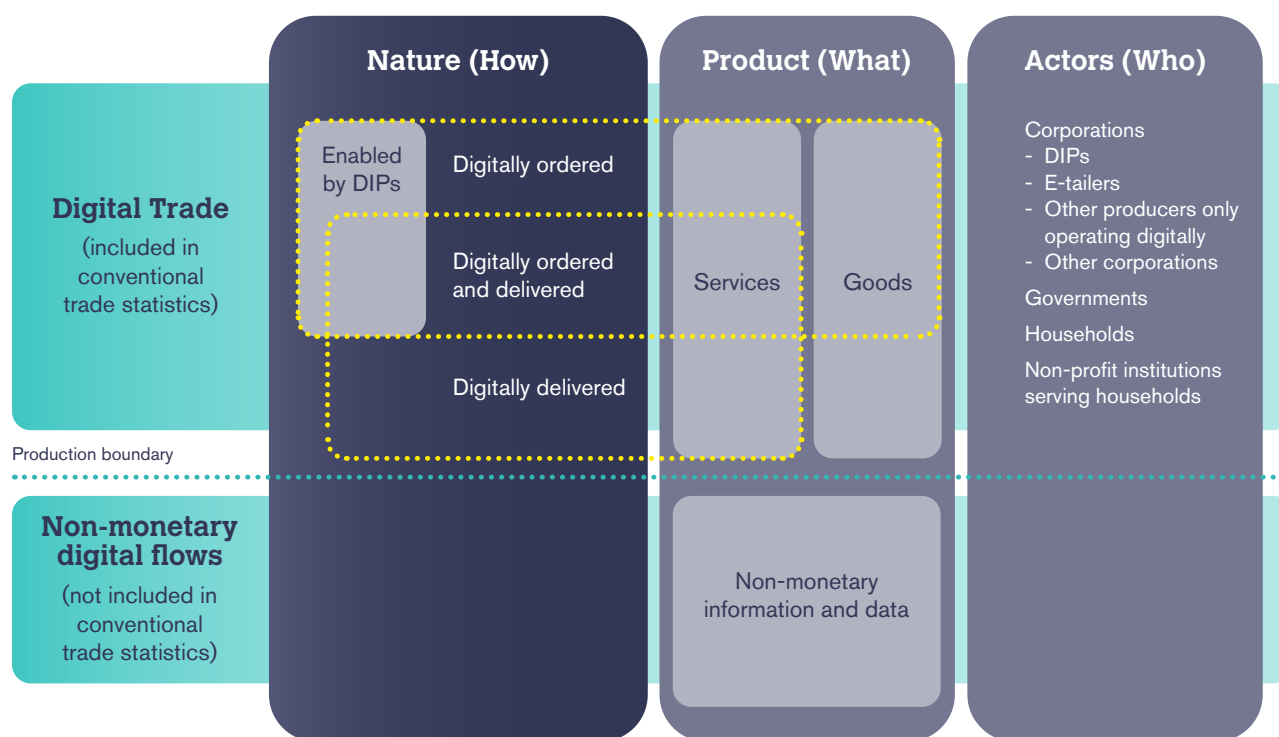 Nature (How)
Product (What)
Actors (Who)
Digital Trade
(included in
conventional
trade statistics)
Enabled
by DIPs
Digitally ordered
Digitally ordered
and delivered
Digitally delivered
Services
Goods
Corporations
- DIPs
- E-tailers
- Other producers only
operating digitally
- Other corporations
Governments
Households
Non-profit institutions
serving households
Production boundary
Non-monetary
digital flows
(not included in
conventional
trade statistics)
Non-monetary
information and data